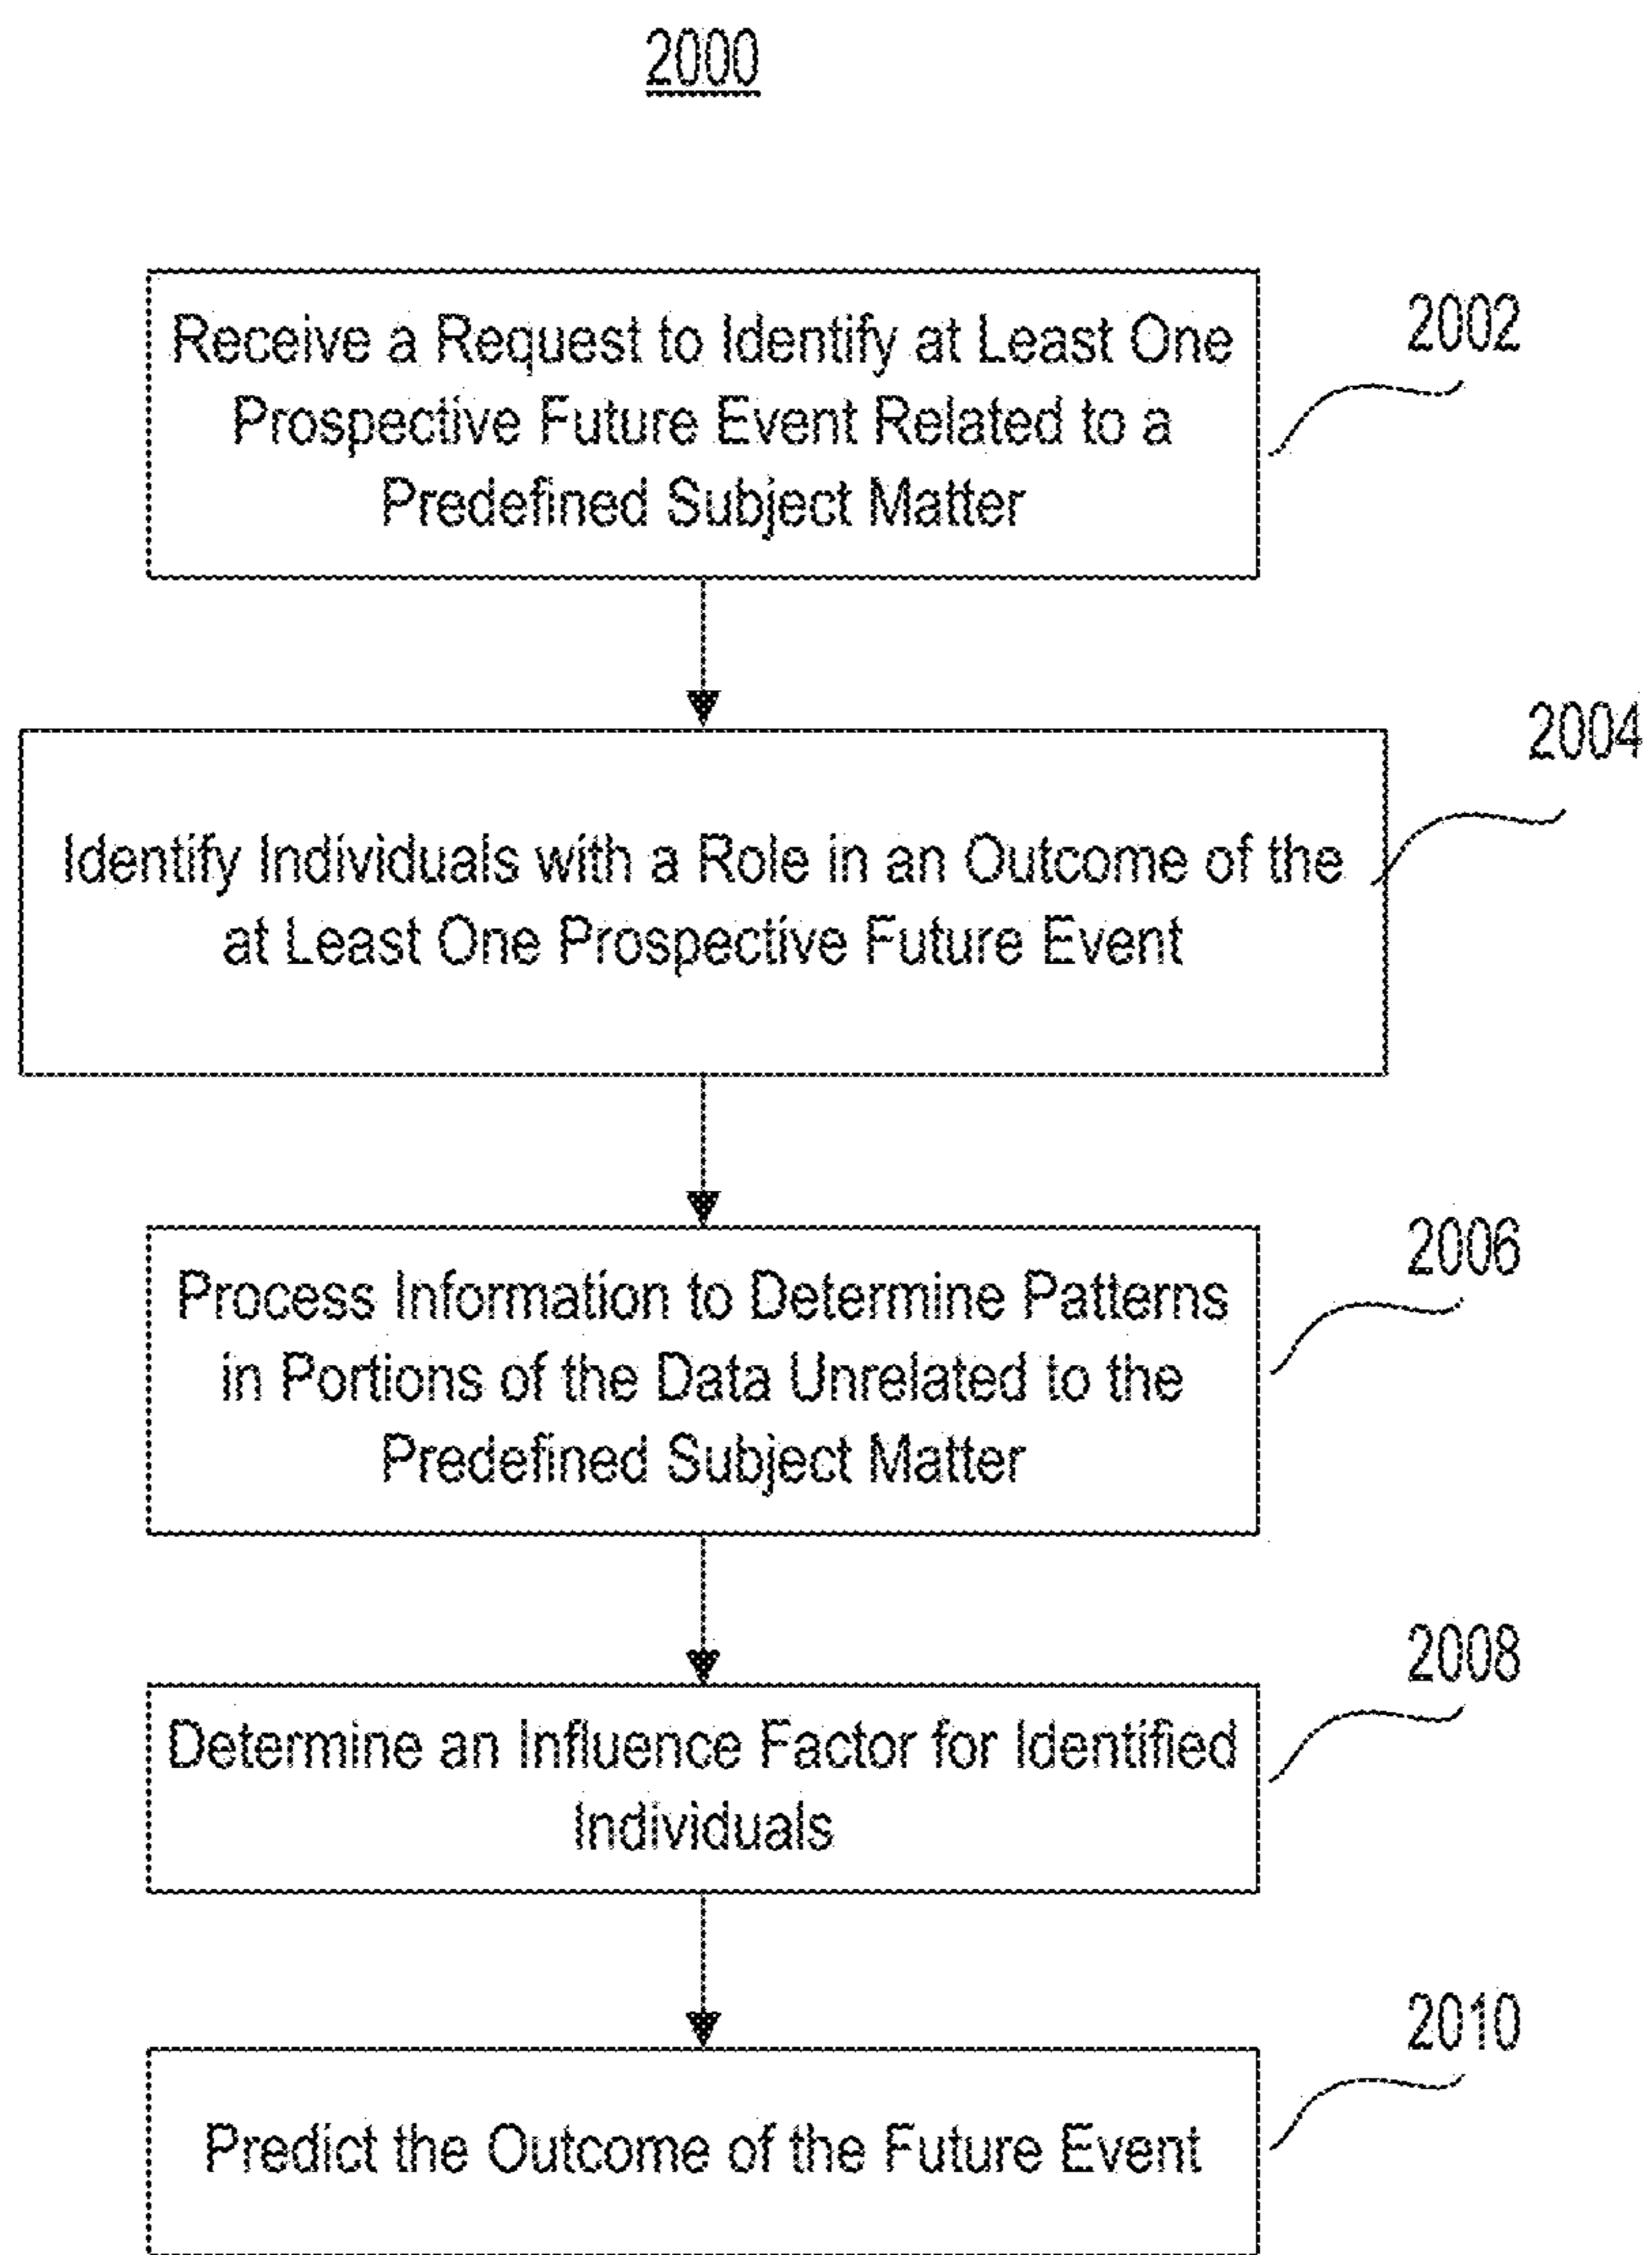 2000
Receive a Request to Identify at Least One
Prospective Future Event Related to a
Predefined Subject Matter
2002
Identify Individuals with a Role in an Outcome of the
at Least One Prospective Future Event
2004
Process Information to Determine Patterns
in Portions of the Data Unrelated to the
Predefined Subject Matter
2006
Determine an Influence Factor for Identified
Individuals
2008
Predict the Outcome of the Future Event
2010